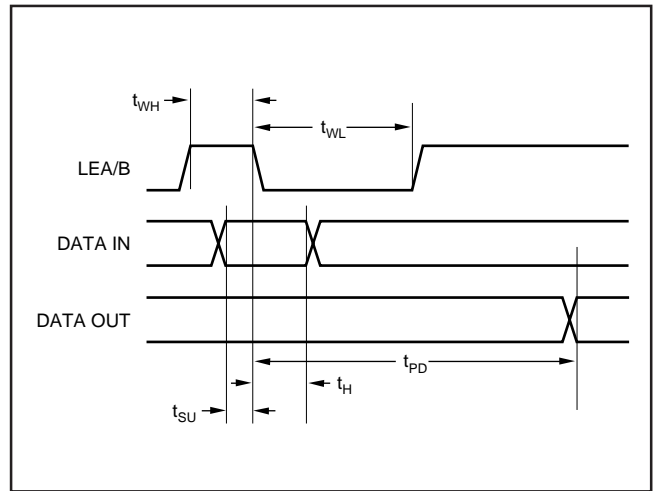 tWH
tWL
LEA/B
DATA IN
DATA OUT
tPD
tH
tSU